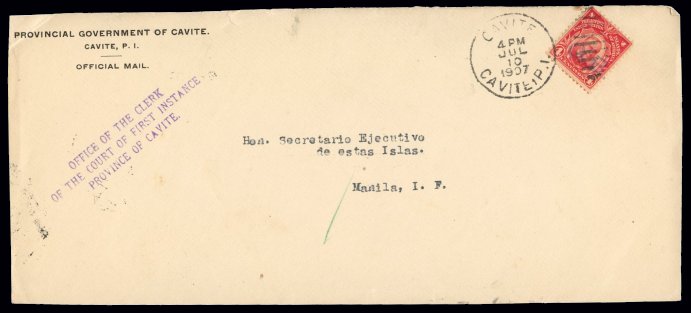 PROVINCIAL GOVERNMENT OF CAVITE.
CAVITE, P. I.
OFFICIAL MAIL.
OFFICE OF THE CLERK
OF THE COURT OF FIRST INSTANCE
PROVINCE OF CAVITE.
CAVITE
4 PM
JUL
10
1907
CAVITE, P.I.
Hon. Secretario Ejecutivo
de estas Islas.
Manila, I. F.